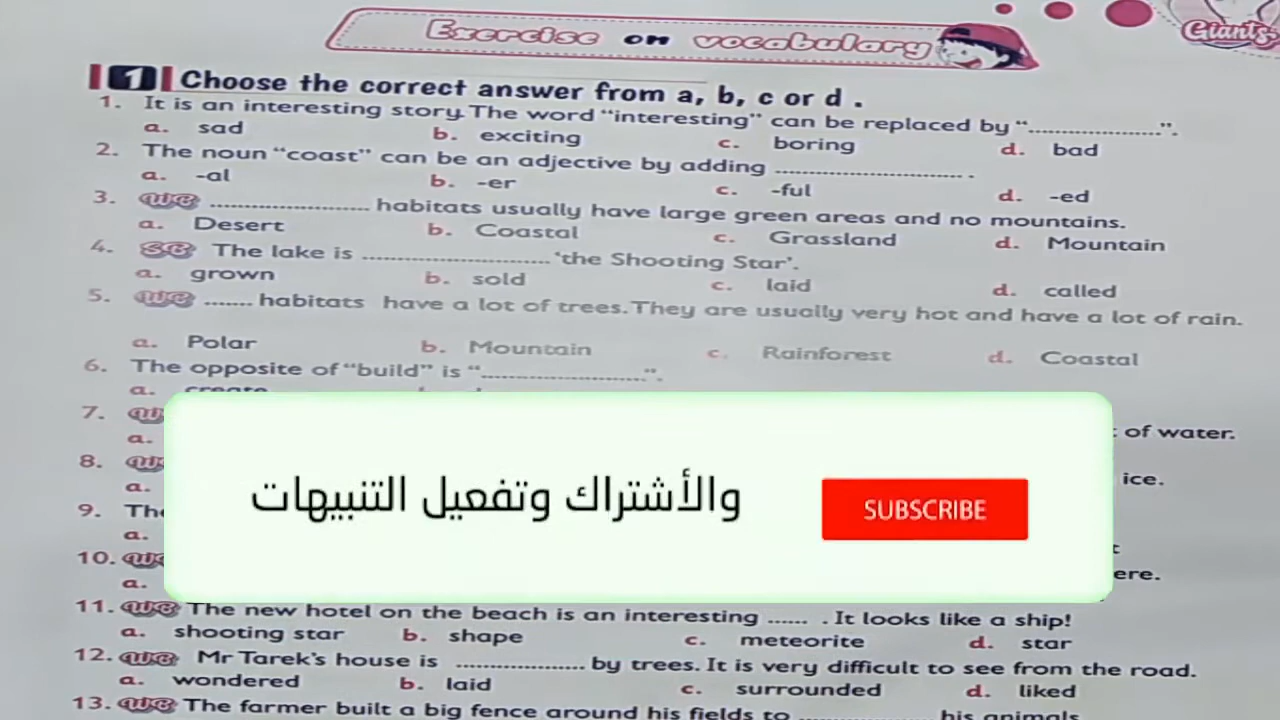 Exercise on vocabulary
Giants
1 Choose the correct answer from a, b, c or d .
1. It is an interesting story. The word “interesting” can be replaced by “....................”.
a. sad b. exciting c. boring d. bad
2. The noun “coast” can be an adjective by adding ............................ .
a. -al b. -er c. -ful d. -ed
3. WB ........................ habitats usually have large green areas and no mountains.
a. Desert b. Coastal c. Grassland d. Mountain
4. SB The lake is ............................ ‘the Shooting Star’.
a. grown b. sold c. laid d. called
5. WB ....... habitats have a lot of trees. They are usually very hot and have a lot of rain.
a. Polar b. Mountain c. Rainforest d. Coastal
6. The opposite of “build” is “........................”.
a. create
7. of water.
a.
8. ice.
a.
9.
a.
10.
a.
والأشتراك وتفعيل التنبيهات
SUBSCRIBE
11. WB The new hotel on the beach is an interesting ...... . It looks like a ship!
a. shooting star b. shape c. meteorite d. star
12. WB Mr Tarek’s house is ................... by trees. It is very difficult to see from the road.
a. wondered b. laid c. surrounded d. liked
13. WB The farmer built a big fence around his fields to .................... his animals